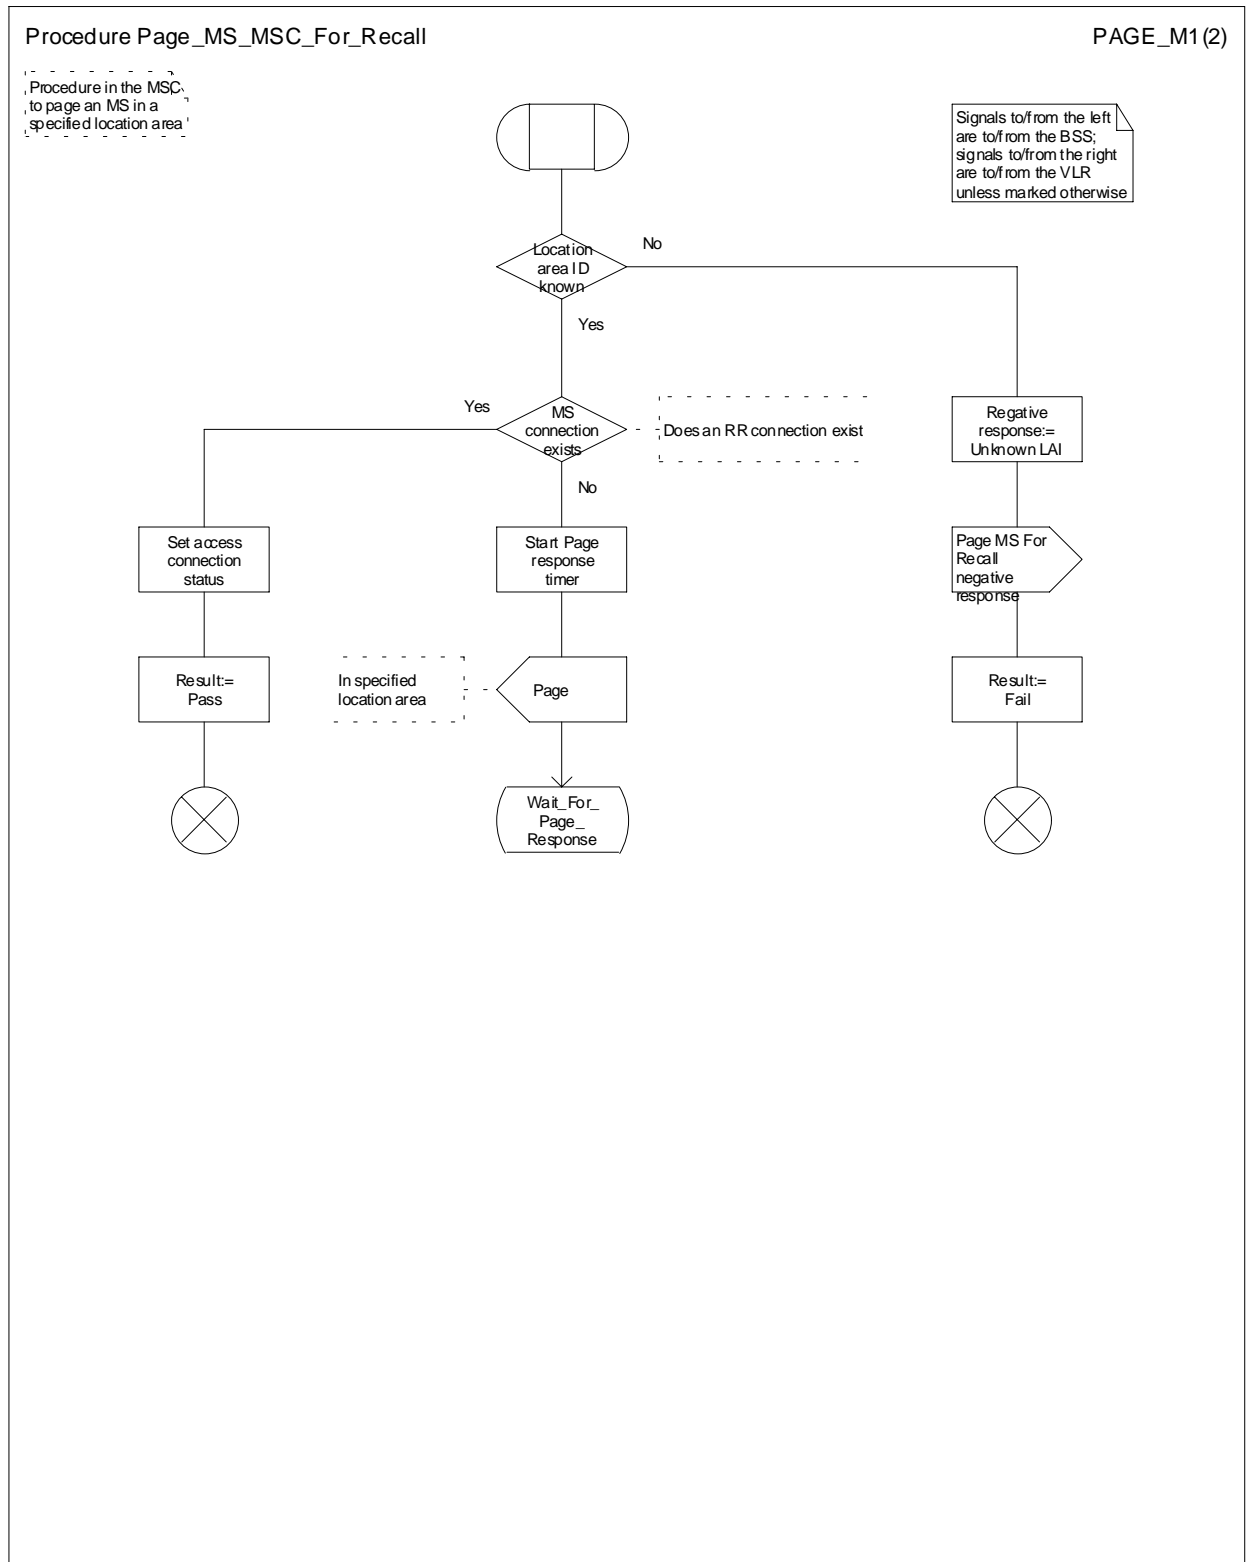 Procedure Page_MS_MSC_For_Recall
PAGE_M1(2)
Procedure in the MSC
to page an MS in a
specified location area
Signals to/from the left
are to/from the BSS;
signals to/from the right
are to/from the VLR
unless marked otherwise
Location
area ID
known
No
Yes
Yes
MS
connection
exists
Does an RR connection exist
Regative
response:=
Unknown LAI
No
Set access
connection
status
Start Page
response
timer
Page MS For
Recall
negative
response
Result:=
Pass
In specified
location area
Page
Result:=
Fail
Wait_For_
Page_
Response